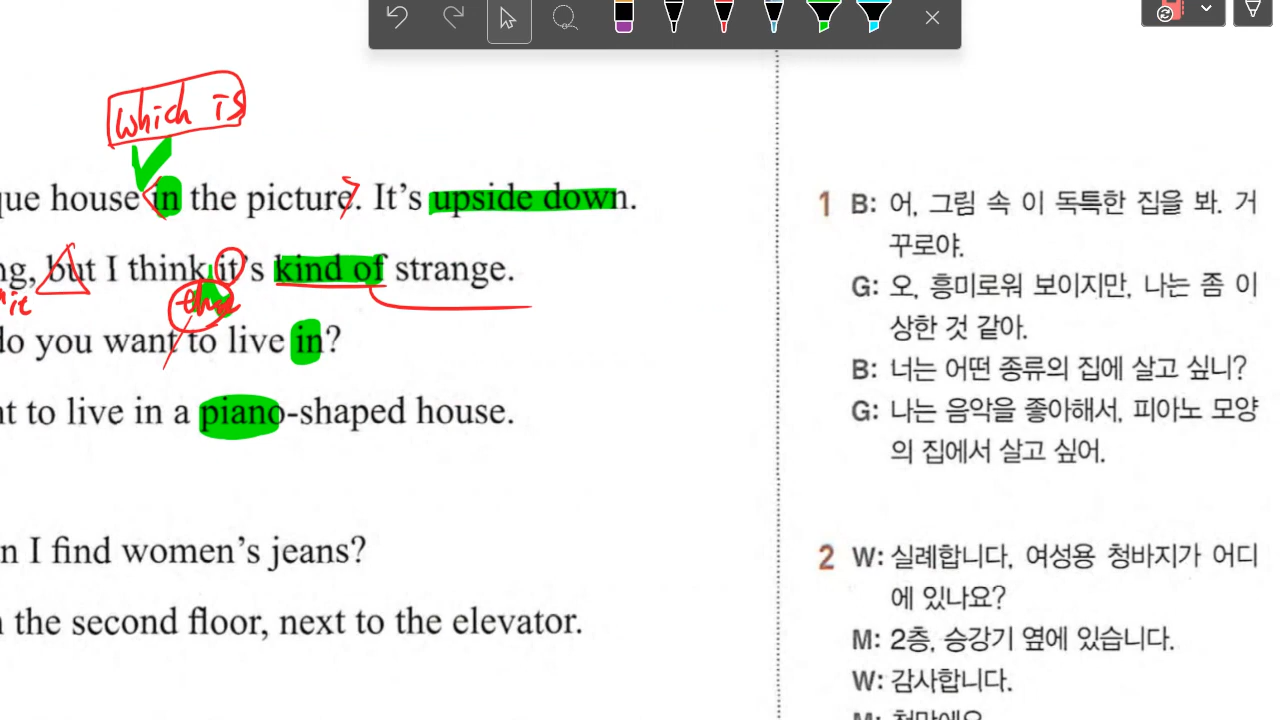 which is
que house in the picture. It's upside down.
ng, but I think it's kind of strange.
it
that
do you want to live in?
nt to live in a piano-shaped house.
n I find women's jeans?
the second floor, next to the elevator.
1 B: 어, 그림 속 이 독특한 집을 봐. 거
꾸로야.
G: 오, 흥미로워 보이지만, 나는 좀 이
상한 것 같아.
B: 너는 어떤 종류의 집에 살고 싶니?
G: 나는 음악을 좋아해서, 피아노 모양
의 집에서 살고 싶어.
2 W: 실례합니다, 여성용 청바지가 어디
에 있나요?
M: 2층, 승강기 옆에 있습니다.
W: 감사합니다.
M: 천만에요